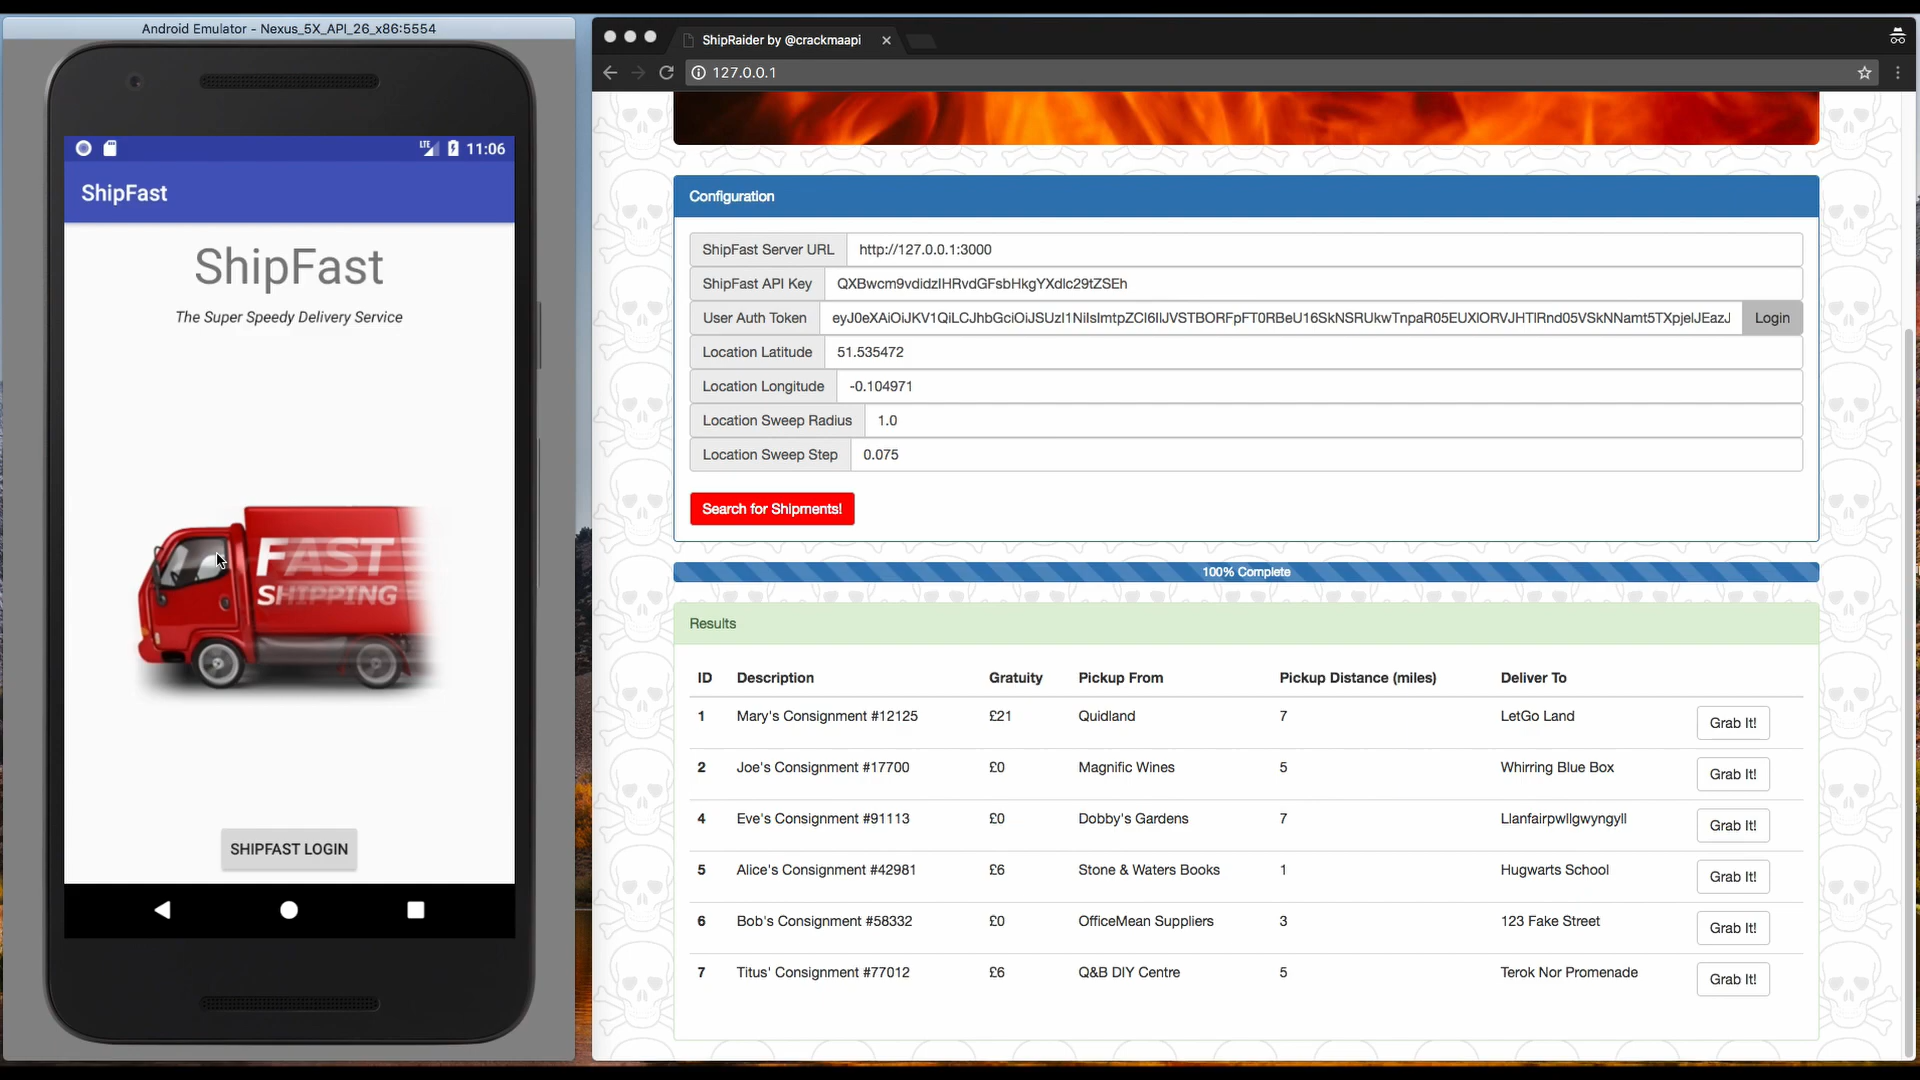 Android Emulator - Nexus_5X_API_26_x86:5554
LTE 11:06
ShipFast
ShipFast
The Super Speedy Delivery Service
FAST
SHIPPING
SHIPFAST LOGIN
ShipRaider by @crackmaapi
127.0.0.1
Configuration
ShipFast Server URL http://127.0.0.1:3000
ShipFast API Key QXBwcm9vdidzIHRvdGFsbHkgYXdlc29tZSEh
User Auth Token Login
Location Latitude 51.535472
Location Longitude -0.104971
Location Sweep Radius 1.0
Location Sweep Step 0.075
Search for Shipments!
100% Complete
Results
ID Description Gratuity Pickup From Pickup Distance (miles) Deliver To
1 Mary's Consignment #12125 £21 Quidland 7 LetGo Land Grab It!
2 Joe's Consignment #17700 £0 Magnific Wines 5 Whirring Blue Box Grab It!
4 Eve's Consignment #91113 £0 Dobby's Gardens 7 Llanfairpwllgwyngyll Grab It!
5 Alice's Consignment #42981 £6 Stone & Waters Books 1 Hugwarts School Grab It!
6 Bob's Consignment #58332 £0 OfficeMean Suppliers 3 123 Fake Street Grab It!
7 Titus' Consignment #77012 £6 Q&B DIY Centre 5 Terok Nor Promenade Grab It!